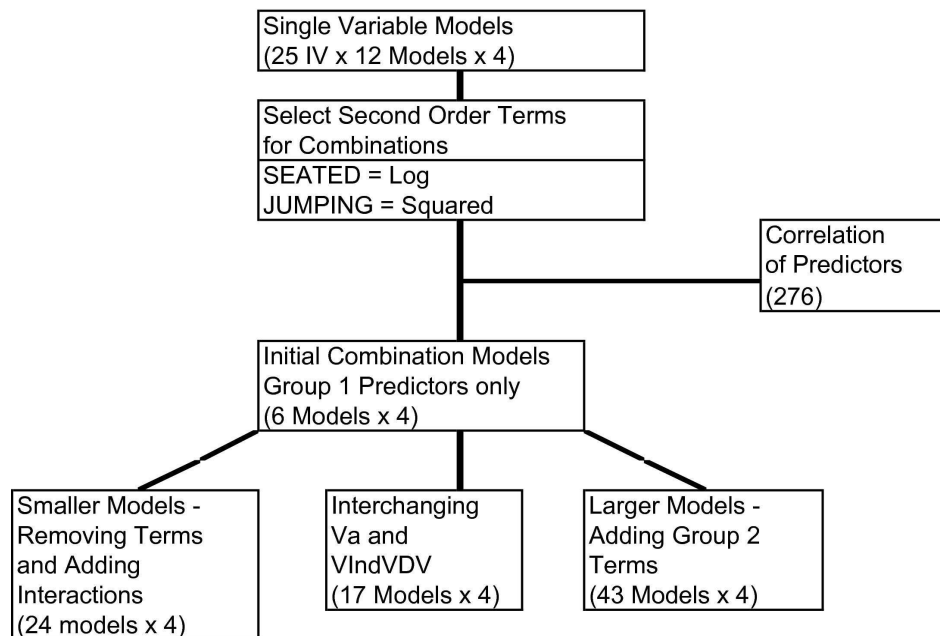 Single Variable Models
(25 IV x 12 Models x 4)
Select Second Order Terms
for Combinations
SEATED = Log
JUMPING = Squared
Correlation
of Predictors
(276)
Initial Combination Models
Group 1 Predictors only
(6 Models x 4)
Smaller Models -
Removing Terms
and Adding
Interactions
(24 models x 4)
Interchanging
Va and
VIndVDV
(17 Models x 4)
Larger Models -
Adding Group 2
Terms
(43 Models x 4)